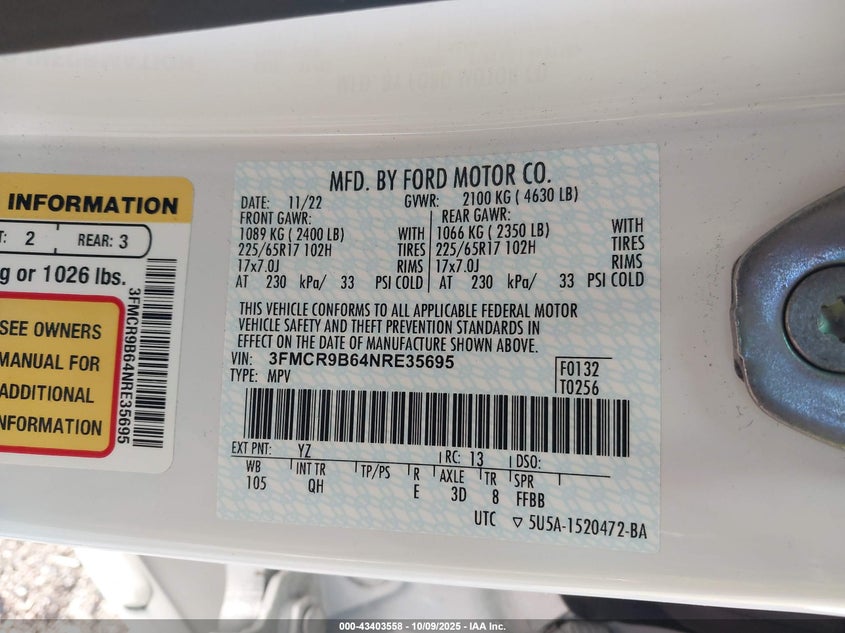 INFORMATION
T: 2 REAR: 3
g or 1026 lbs.
SEE OWNERS
MANUAL FOR
ADDITIONAL
INFORMATION
3FMCR9B64NRE35695
MFD. BY FORD MOTOR CO.
DATE: 11/22 GVWR: 2100 KG ( 4630 LB)
FRONT GAWR: REAR GAWR:
1089 KG ( 2400 LB) WITH 1066 KG ( 2350 LB) WITH
225/65R17 102H TIRES 225/65R17 102H TIRES
17x7.0J RIMS 17x7.0J RIMS
AT 230 kPa/ 33 PSI COLD AT 230 kPa/ 33 PSI COLD
THIS VEHICLE CONFORMS TO ALL APPLICABLE FEDERAL MOTOR
VEHICLE SAFETY AND THEFT PREVENTION STANDARDS IN
EFFECT ON THE DATE OF MANUFACTURE SHOWN ABOVE.
VIN: 3FMCR9B64NRE35695 F0132
TYPE: MPV T0256
EXT PNT: YZ RC: 13 DSO:
WB INT TR TP/PS R AXLE TR SPR
105 QH E 3D 8 FFBB
UTC ▽ 5U5A-1520472-BA
000-43403558 - 10/09/2025 - IAA Inc.